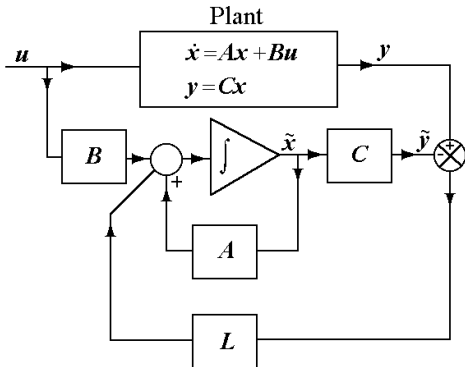 Plant
u
ẋ=Ax+Bu
y=Cx
y
B
+
∫
x̃
C
ỹ
-
+
A
L